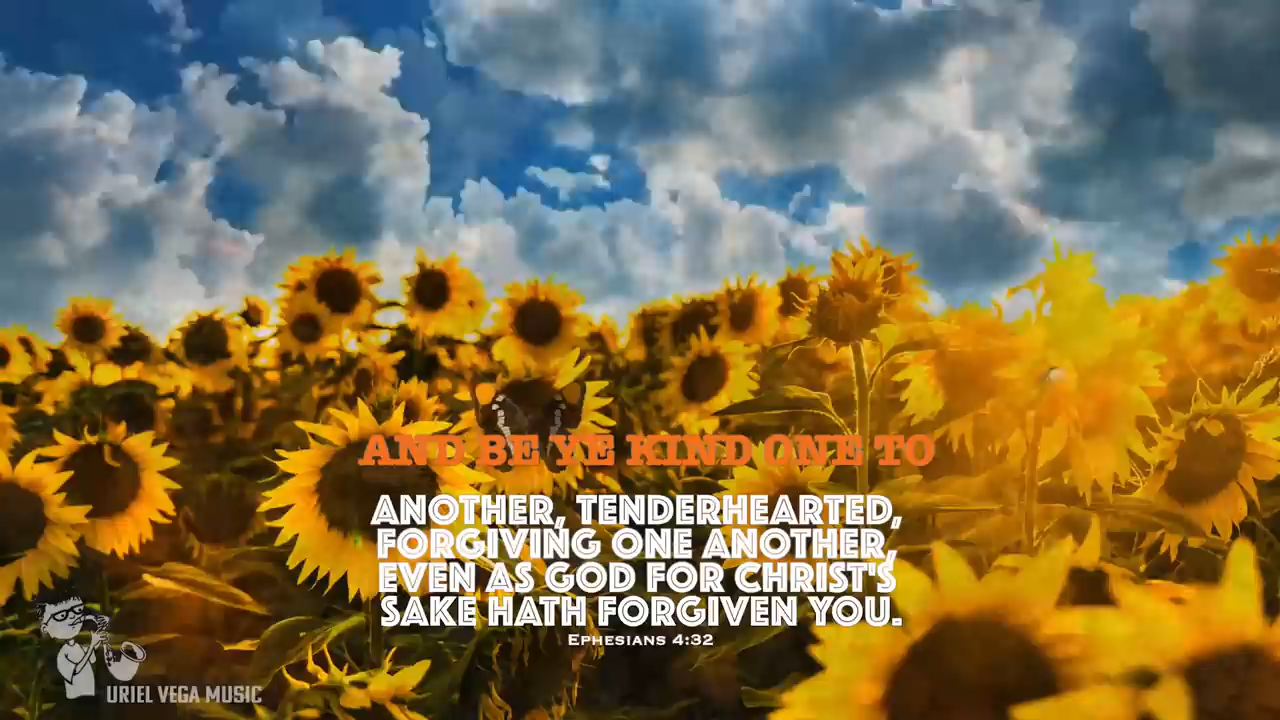 AND BE YE KIND ONE TO
ANOTHER, TENDERHEARTED,
FORGIVING ONE ANOTHER,
EVEN AS GOD FOR CHRIST'S
SAKE HATH FORGIVEN YOU.
EPHESIANS 4:32
URIEL VEGA MUSIC